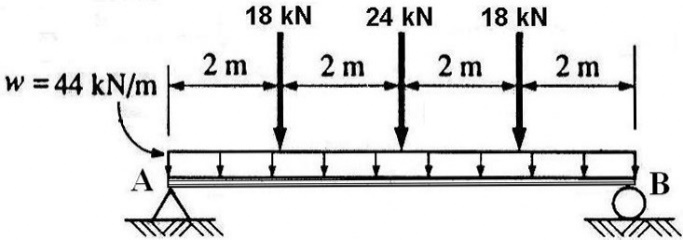 18 kN 24 kN 18 kN
2 m 2 m 2 m 2 m
w = 44 kN/m
A B